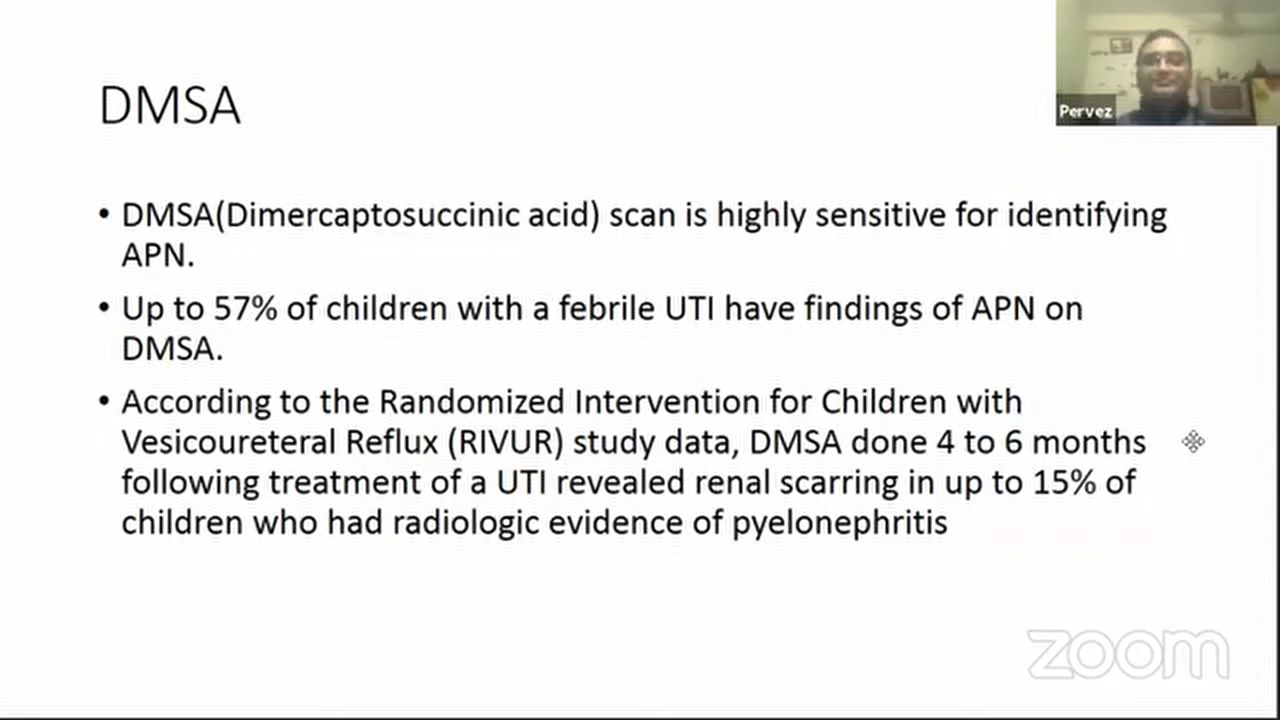 DMSA
Pervez
• DMSA(Dimercaptosuccinic acid) scan is highly sensitive for identifying
APN.
• Up to 57% of children with a febrile UTI have findings of APN on
DMSA.
• According to the Randomized Intervention for Children with
Vesicoureteral Reflux (RIVUR) study data, DMSA done 4 to 6 months
following treatment of a UTI revealed renal scarring in up to 15% of
children who had radiologic evidence of pyelonephritis
zoom